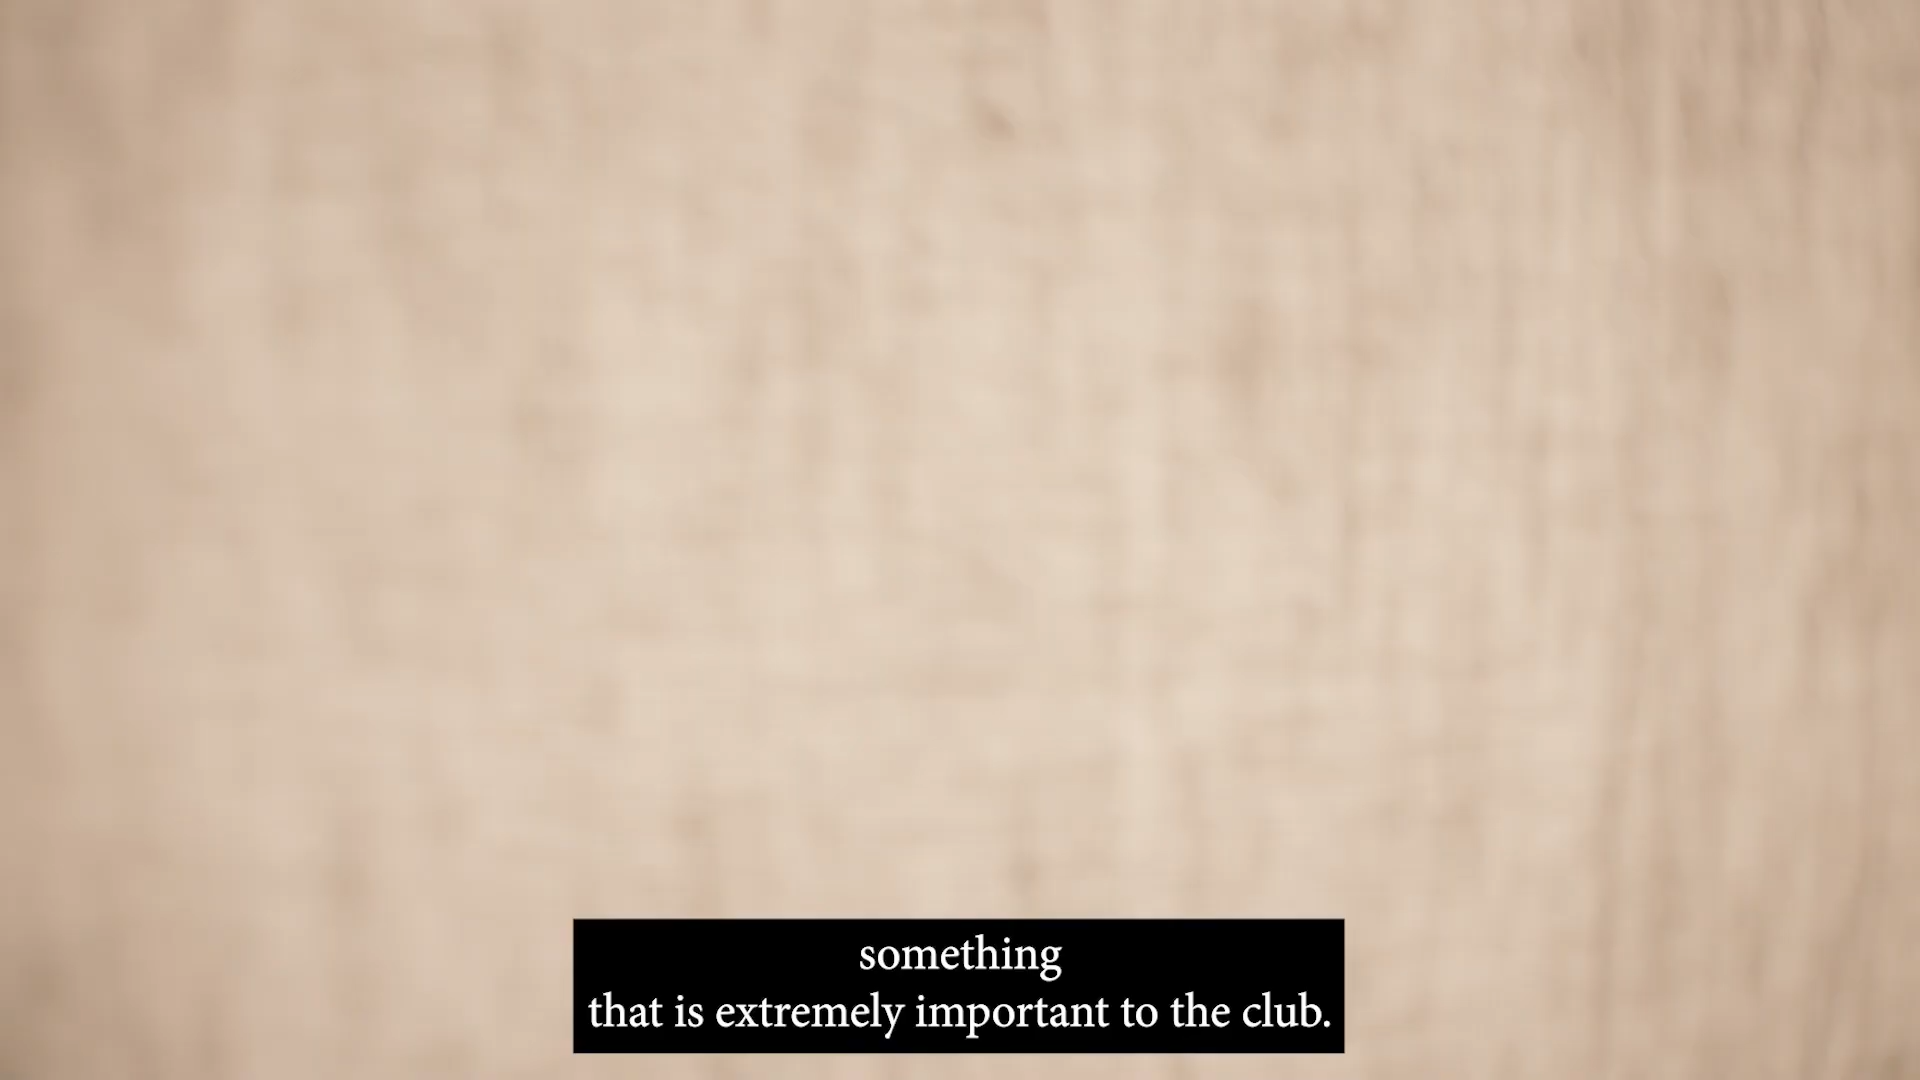 something
that is extremely important to the club.